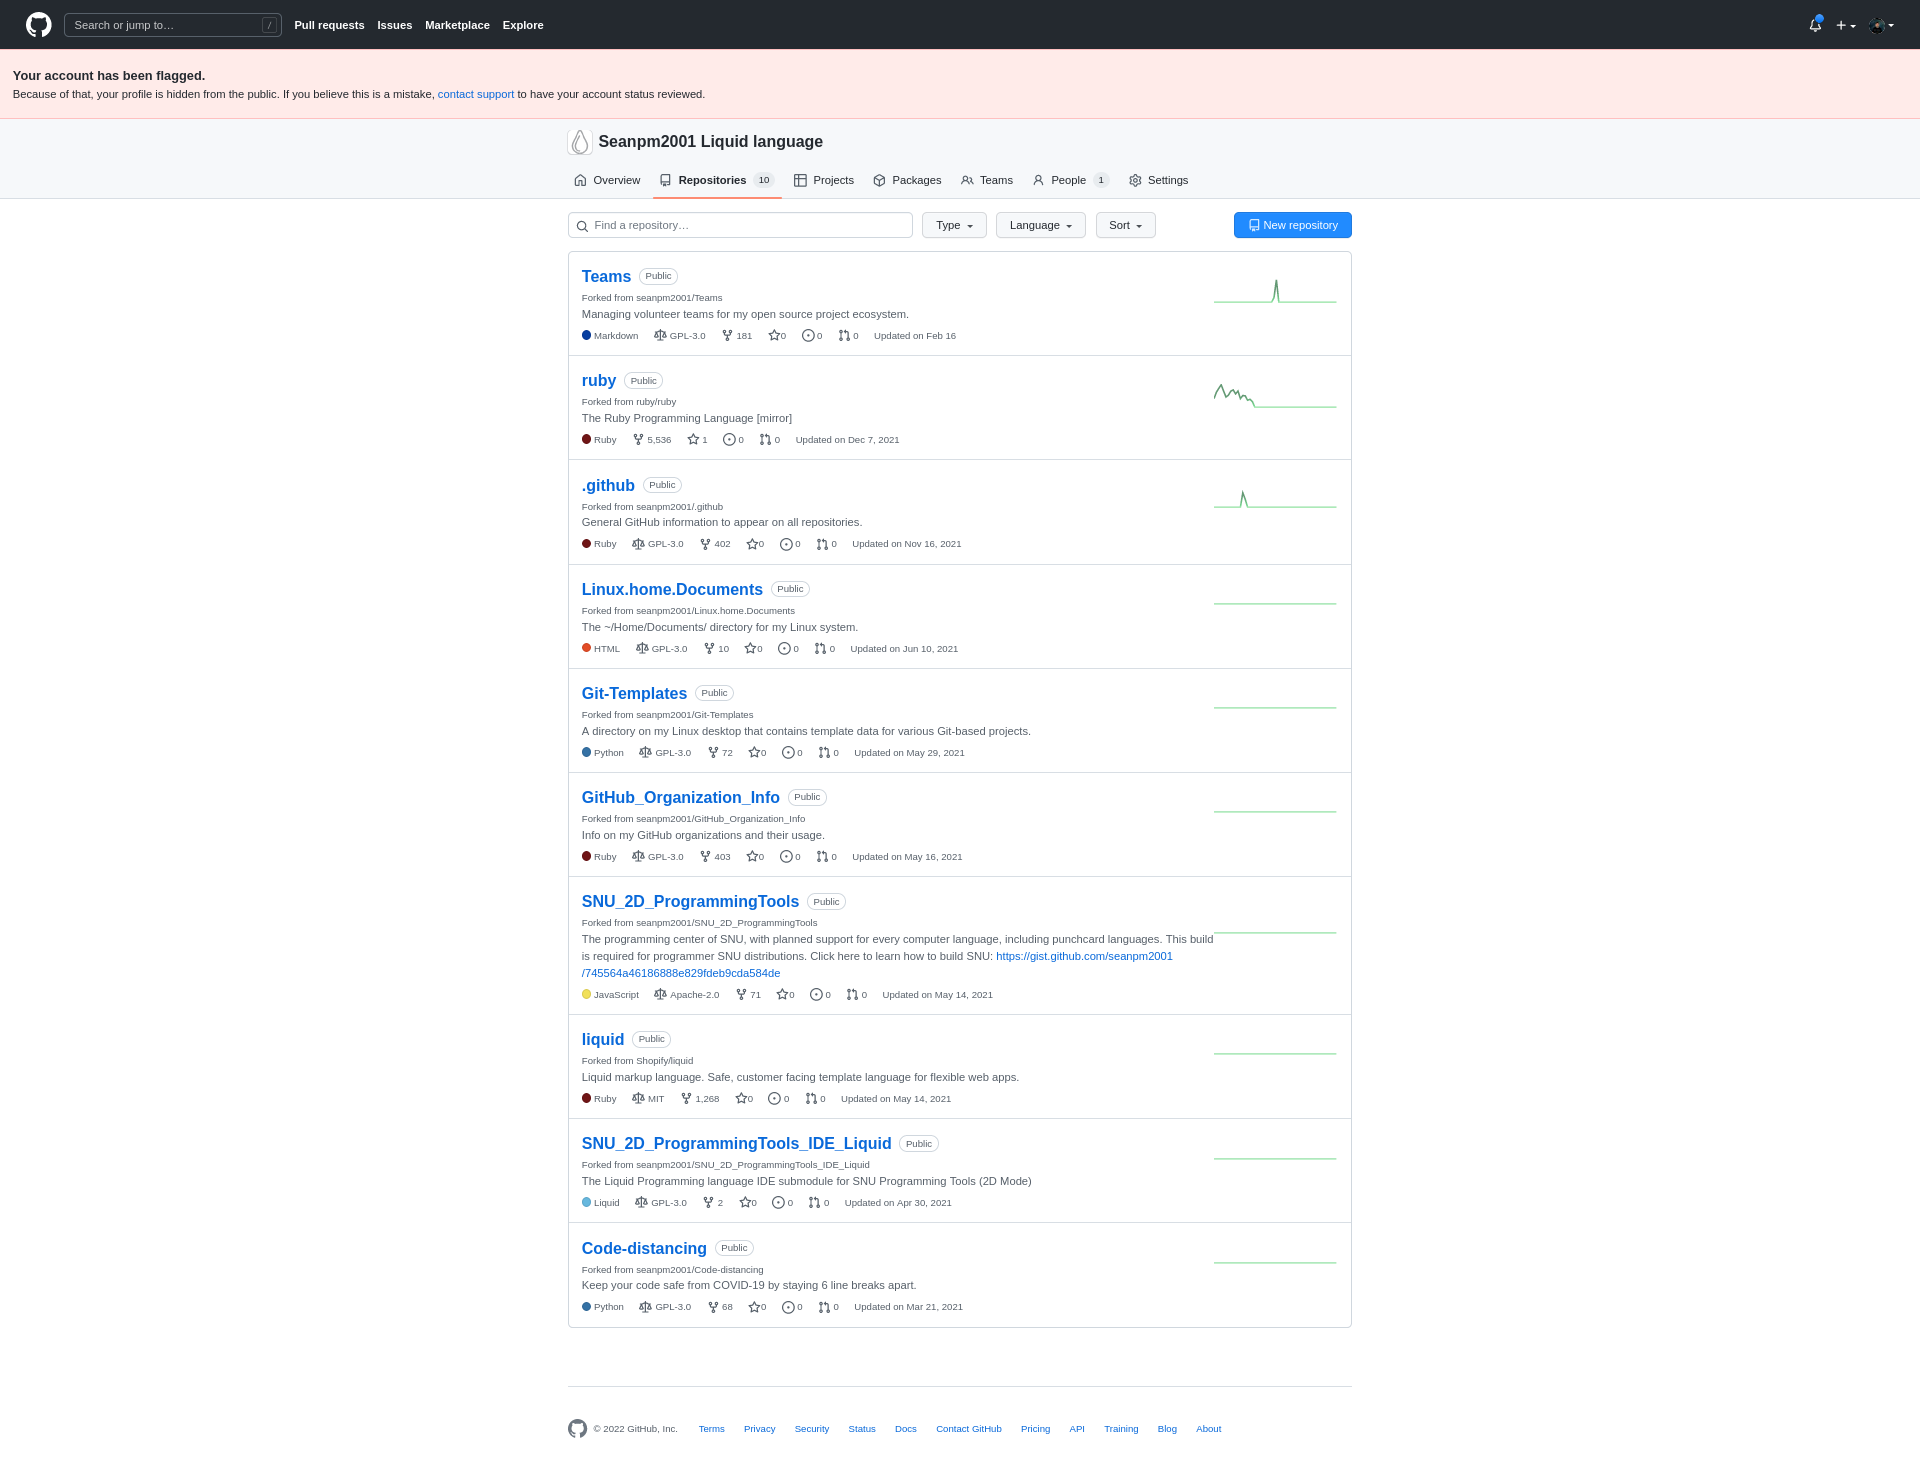 Search or jump to… /
Pull requests Issues Marketplace Explore
Your account has been flagged.
Because of that, your profile is hidden from the public. If you believe this is a mistake, contact support to have your account status reviewed.
Seanpm2001 Liquid language
Overview Repositories 10 Projects Packages Teams People 1 Settings
Find a repository… Type Language Sort New repository
Teams Public
Forked from seanpm2001/Teams
Managing volunteer teams for my open source project ecosystem.
Markdown GPL-3.0 181 0 0 0 Updated on Feb 16
ruby Public
Forked from ruby/ruby
The Ruby Programming Language [mirror]
Ruby 5,536 1 0 0 Updated on Dec 7, 2021
.github Public
Forked from seanpm2001/.github
General GitHub information to appear on all repositories.
Ruby GPL-3.0 402 0 0 0 Updated on Nov 16, 2021
Linux.home.Documents Public
Forked from seanpm2001/Linux.home.Documents
The ~/Home/Documents/ directory for my Linux system.
HTML GPL-3.0 10 0 0 0 Updated on Jun 10, 2021
Git-Templates Public
Forked from seanpm2001/Git-Templates
A directory on my Linux desktop that contains template data for various Git-based projects.
Python GPL-3.0 72 0 0 0 Updated on May 29, 2021
GitHub_Organization_Info Public
Forked from seanpm2001/GitHub_Organization_Info
Info on my GitHub organizations and their usage.
Ruby GPL-3.0 403 0 0 0 Updated on May 16, 2021
SNU_2D_ProgrammingTools Public
Forked from seanpm2001/SNU_2D_ProgrammingTools
The programming center of SNU, with planned support for every computer language, including punchcard languages. This build
is required for programmer SNU distributions. Click here to learn how to build SNU: https://gist.github.com/seanpm2001
/745564a46186888e829fdeb9cda584de
JavaScript Apache-2.0 71 0 0 0 Updated on May 14, 2021
liquid Public
Forked from Shopify/liquid
Liquid markup language. Safe, customer facing template language for flexible web apps.
Ruby MIT 1,268 0 0 0 Updated on May 14, 2021
SNU_2D_ProgrammingTools_IDE_Liquid Public
Forked from seanpm2001/SNU_2D_ProgrammingTools_IDE_Liquid
The Liquid Programming language IDE submodule for SNU Programming Tools (2D Mode)
Liquid GPL-3.0 2 0 0 0 Updated on Apr 30, 2021
Code-distancing Public
Forked from seanpm2001/Code-distancing
Keep your code safe from COVID-19 by staying 6 line breaks apart.
Python GPL-3.0 68 0 0 0 Updated on Mar 21, 2021
© 2022 GitHub, Inc. Terms Privacy Security Status Docs Contact GitHub Pricing API Training Blog About